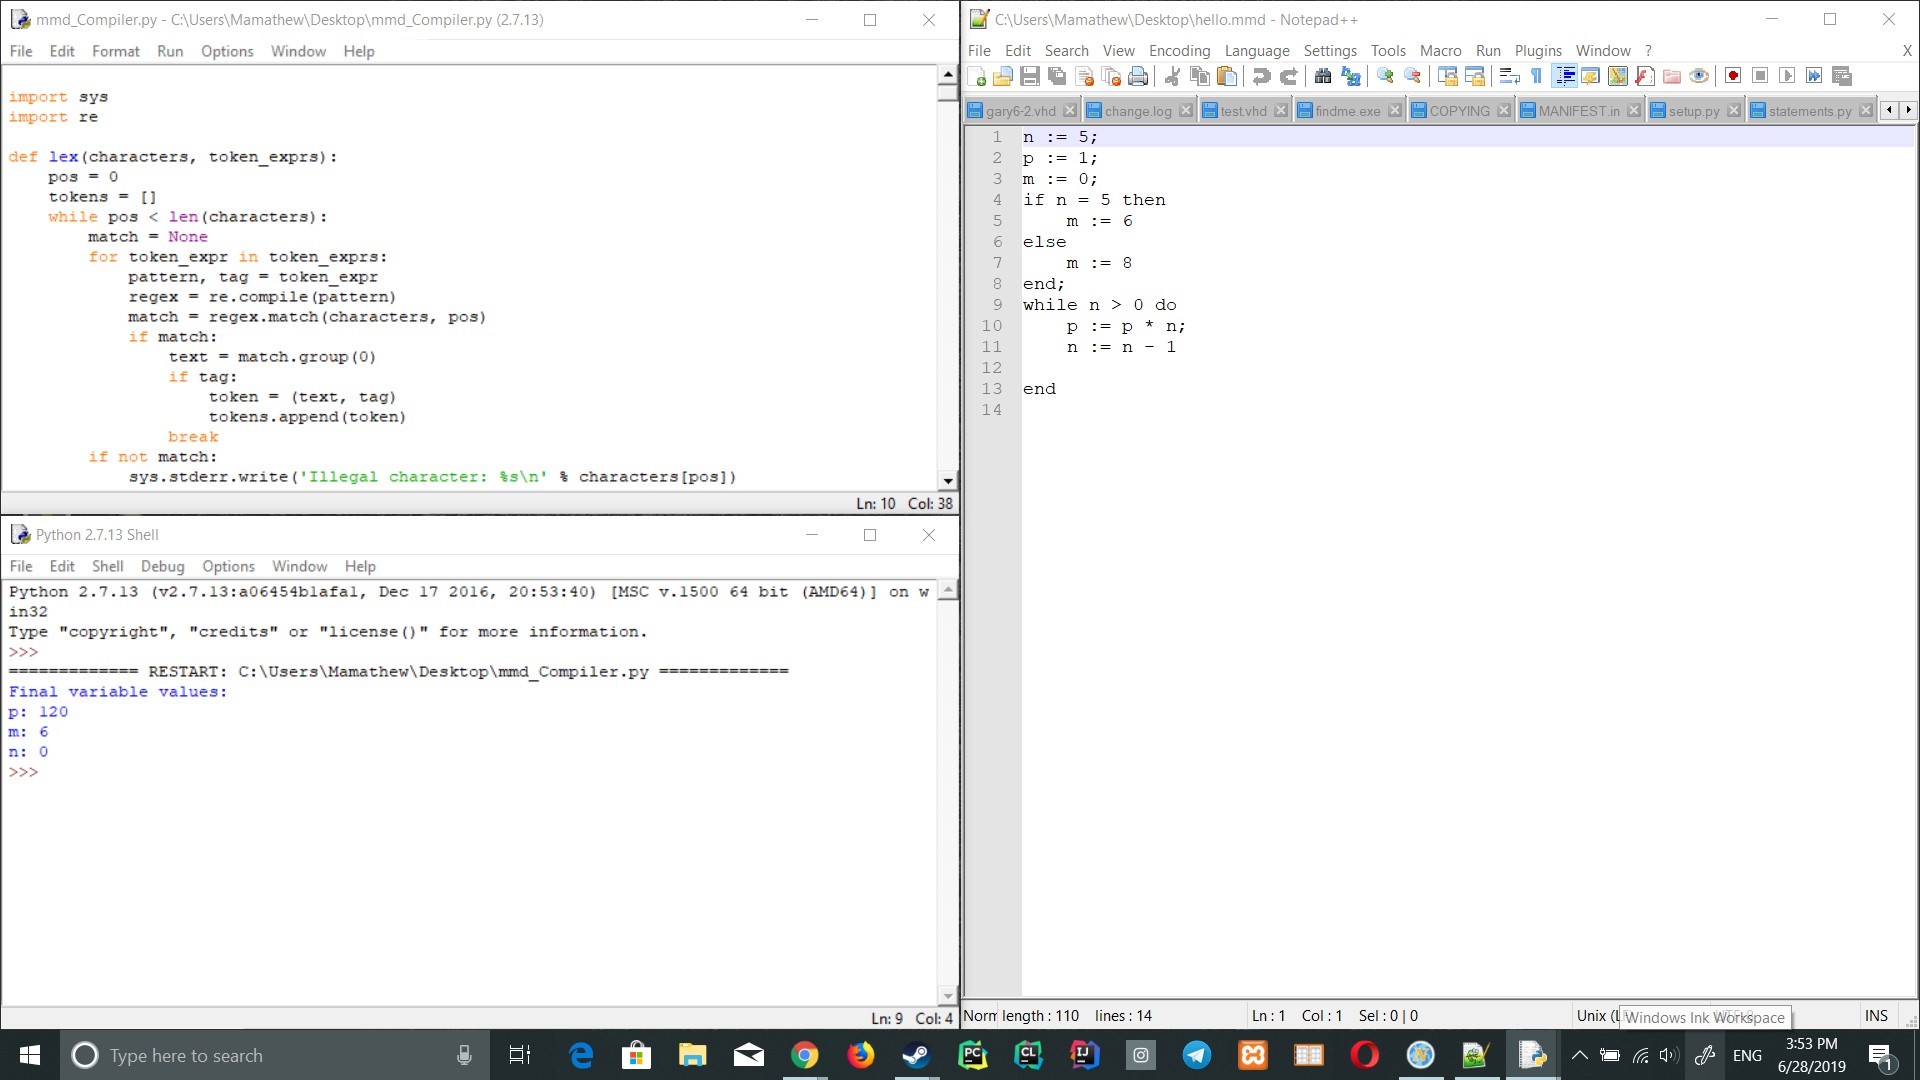 mmd_Compiler.py - C:\Users\Mamathew\Desktop\mmd_Compiler.py (2.7.13)
File Edit Format Run Options Window Help
import sys
import re
def lex(characters, token_exprs):
    pos = 0
    tokens = []
    while pos < len(characters):
        match = None
        for token_expr in token_exprs:
            pattern, tag = token_expr
            regex = re.compile(pattern)
            match = regex.match(characters, pos)
            if match:
                text = match.group(0)
                if tag:
                    token = (text, tag)
                    tokens.append(token)
                break
        if not match:
            sys.stderr.write('Illegal character: %s\n' % characters[pos])
Ln: 10 Col: 38
Python 2.7.13 Shell
File Edit Shell Debug Options Window Help
Python 2.7.13 (v2.7.13:a06454b1afa1, Dec 17 2016, 20:53:40) [MSC v.1500 64 bit (AMD64)] on w
in32
Type "copyright", "credits" or "license()" for more information.
>>>
============= RESTART: C:\Users\Mamathew\Desktop\mmd_Compiler.py =============
Final variable values:
p: 120
m: 6
n: 0
>>>
Ln: 9 Col: 4
C:\Users\Mamathew\Desktop\hello.mmd - Notepad++
File Edit Search View Encoding Language Settings Tools Macro Run Plugins Window ? X
gary6-2.vhd change.log test.vhd findme.exe COPYING MANIFEST.in setup.py statements.py
1 n := 5;
2 p := 1;
3 m := 0;
4 if n = 5 then
5     m := 6
6 else
7     m := 8
8 end;
9 while n > 0 do
10     p := p * n;
11     n := n - 1
12
13 end
14
Norm length : 110 lines : 14 Ln : 1 Col : 1 Sel : 0 | 0 Unix (L INS
Windows Ink Workspace
Type here to search
PC CL IJ
ENG
3:53 PM
6/28/2019
1